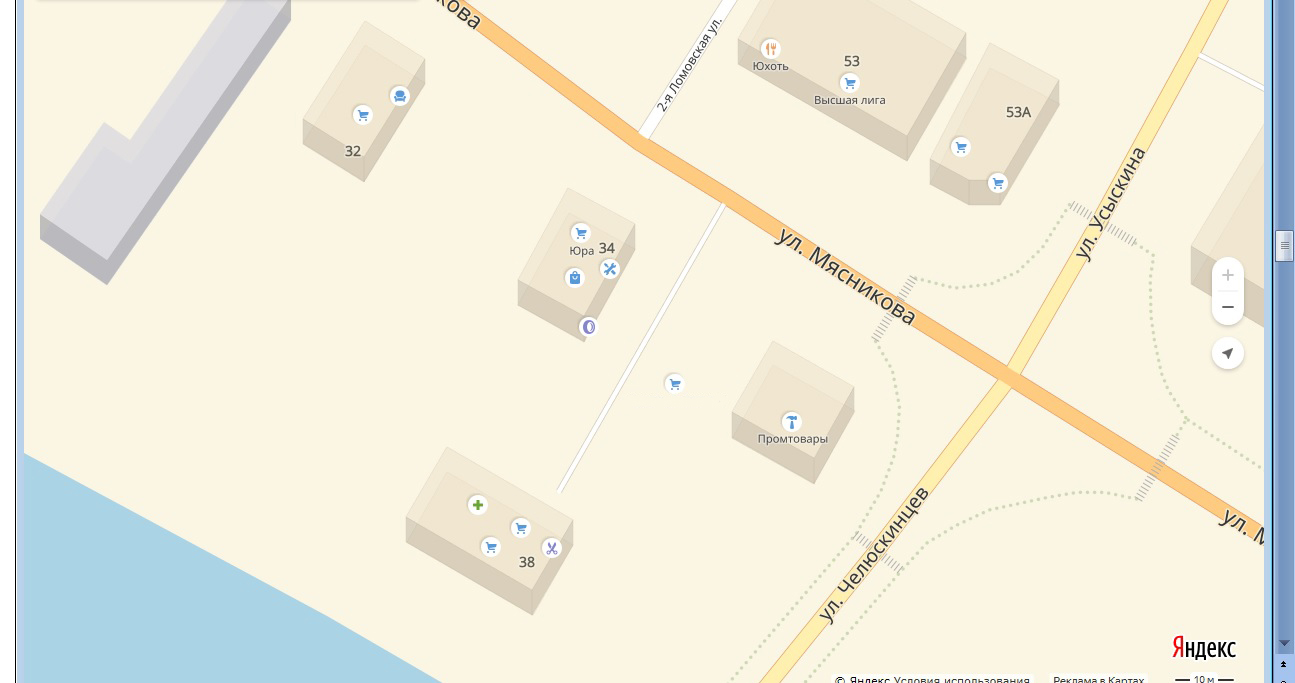 кова
2-я Ломовская ул.
Юхоть
53
Высшая лига
53А
32
ул. Усыскина
Юра
34
ул. Мясникова
Промтовары
38
ул. Челюскинцев
ул. М
Яндекс
© Яндекс Условия использования
Реклама в Картах
10 м